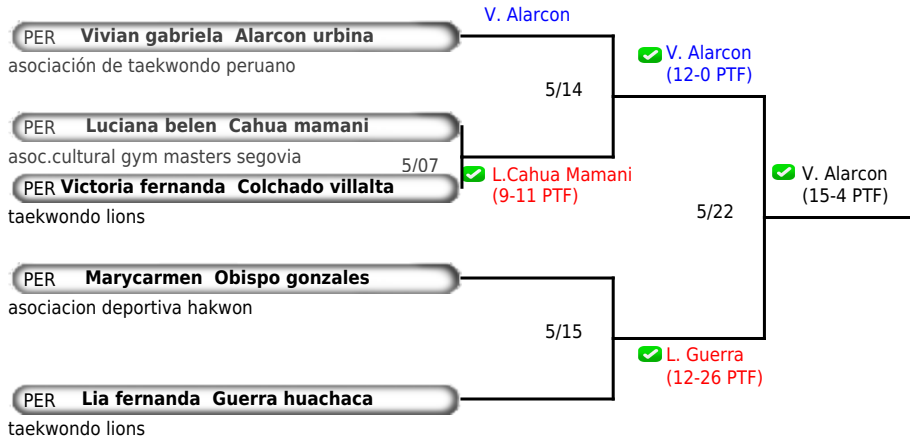 V. Alarcon
PER Vivian gabriela Alarcon urbina
asociación de taekwondo peruano
V. Alarcon
(12-0 PTF)
5/14
PER Luciana belen Cahua mamani
asoc.cultural gym masters segovia
5/07
L.Cahua Mamani
(9-11 PTF)
V. Alarcon
(15-4 PTF)
PER Victoria fernanda Colchado villalta
taekwondo lions
5/22
PER Marycarmen Obispo gonzales
asociacion deportiva hakwon
5/15
L. Guerra
(12-26 PTF)
PER Lia fernanda Guerra huachaca
taekwondo lions